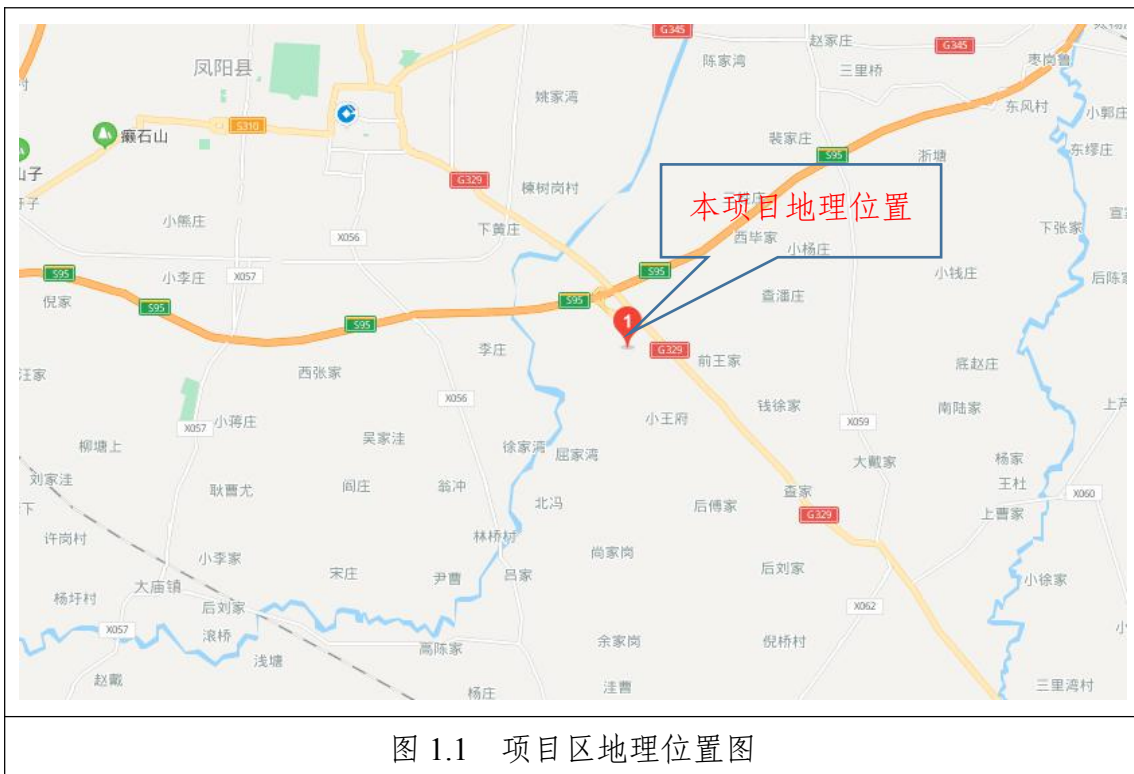 G345
赵家庄
G345
陈家湾
三里桥
枣岗鲁
凤阳县
姚家湾
东风村
小郭庄
S310
癞石山
裴家庄
S95
浙塘
东缪庄
G329
榛树岗村
本项目地理位置
小熊庄
X056
下黄庄
西毕家
小杨庄
下张家
S95
小李庄
X057
S95
小钱庄
倪家
S95
S95
查湣庄
S95
1
李庄
G329
前王家
底赵庄
汪家
西张家
X056
钱徐家
南陆家
X057
小蒋庄
小王府
X059
柳塘上
吴家洼
徐家湾
屈家湾
大戴家
杨家
刘家洼
耿曹尤
阎庄
翁冲
北冯
查家
王杜
X060
后傅家
G329
上曹家
许岗村
林桥村
小李家
尚家岗
宋庄
尹曹
吕家
后刘家
小徐家
大庙镇
杨圩村
后刘家
X062
X057
滚桥
余家岗
倪桥村
高陈家
浅塘
赵戴
杨庄
洼曹
三里湾村
图 1.1 项目区地理位置图